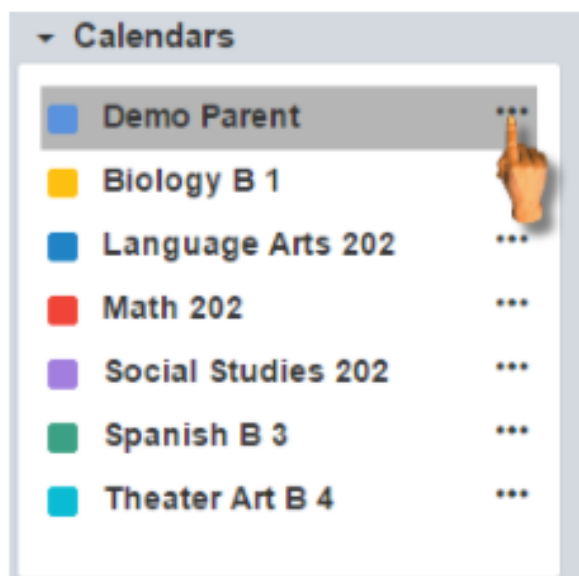 Calendars
Demo Parent
Biology B 1
Language Arts 202
Math 202
Social Studies 202
Spanish B 3
Theater Art B 4